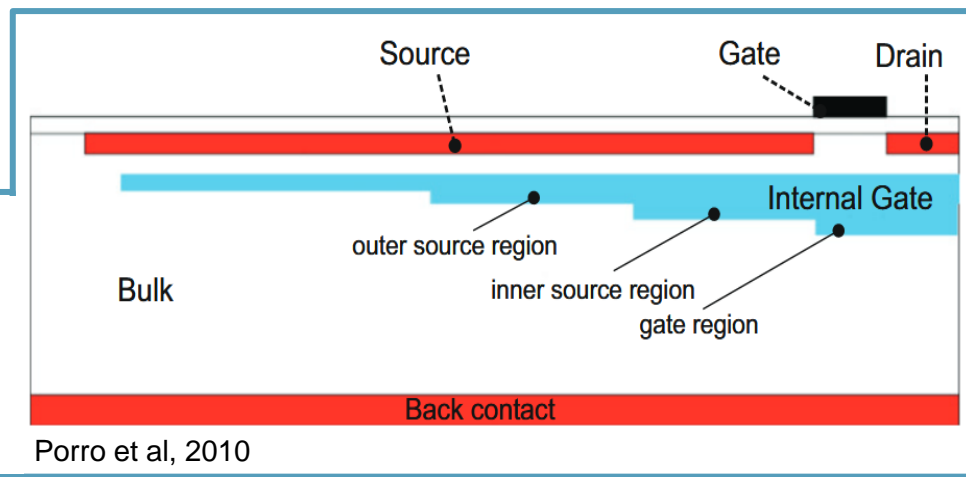 Source
Gate
Drain
Internal Gate
outer source region
inner source region
gate region
Bulk
Back contact
Porro et al, 2010